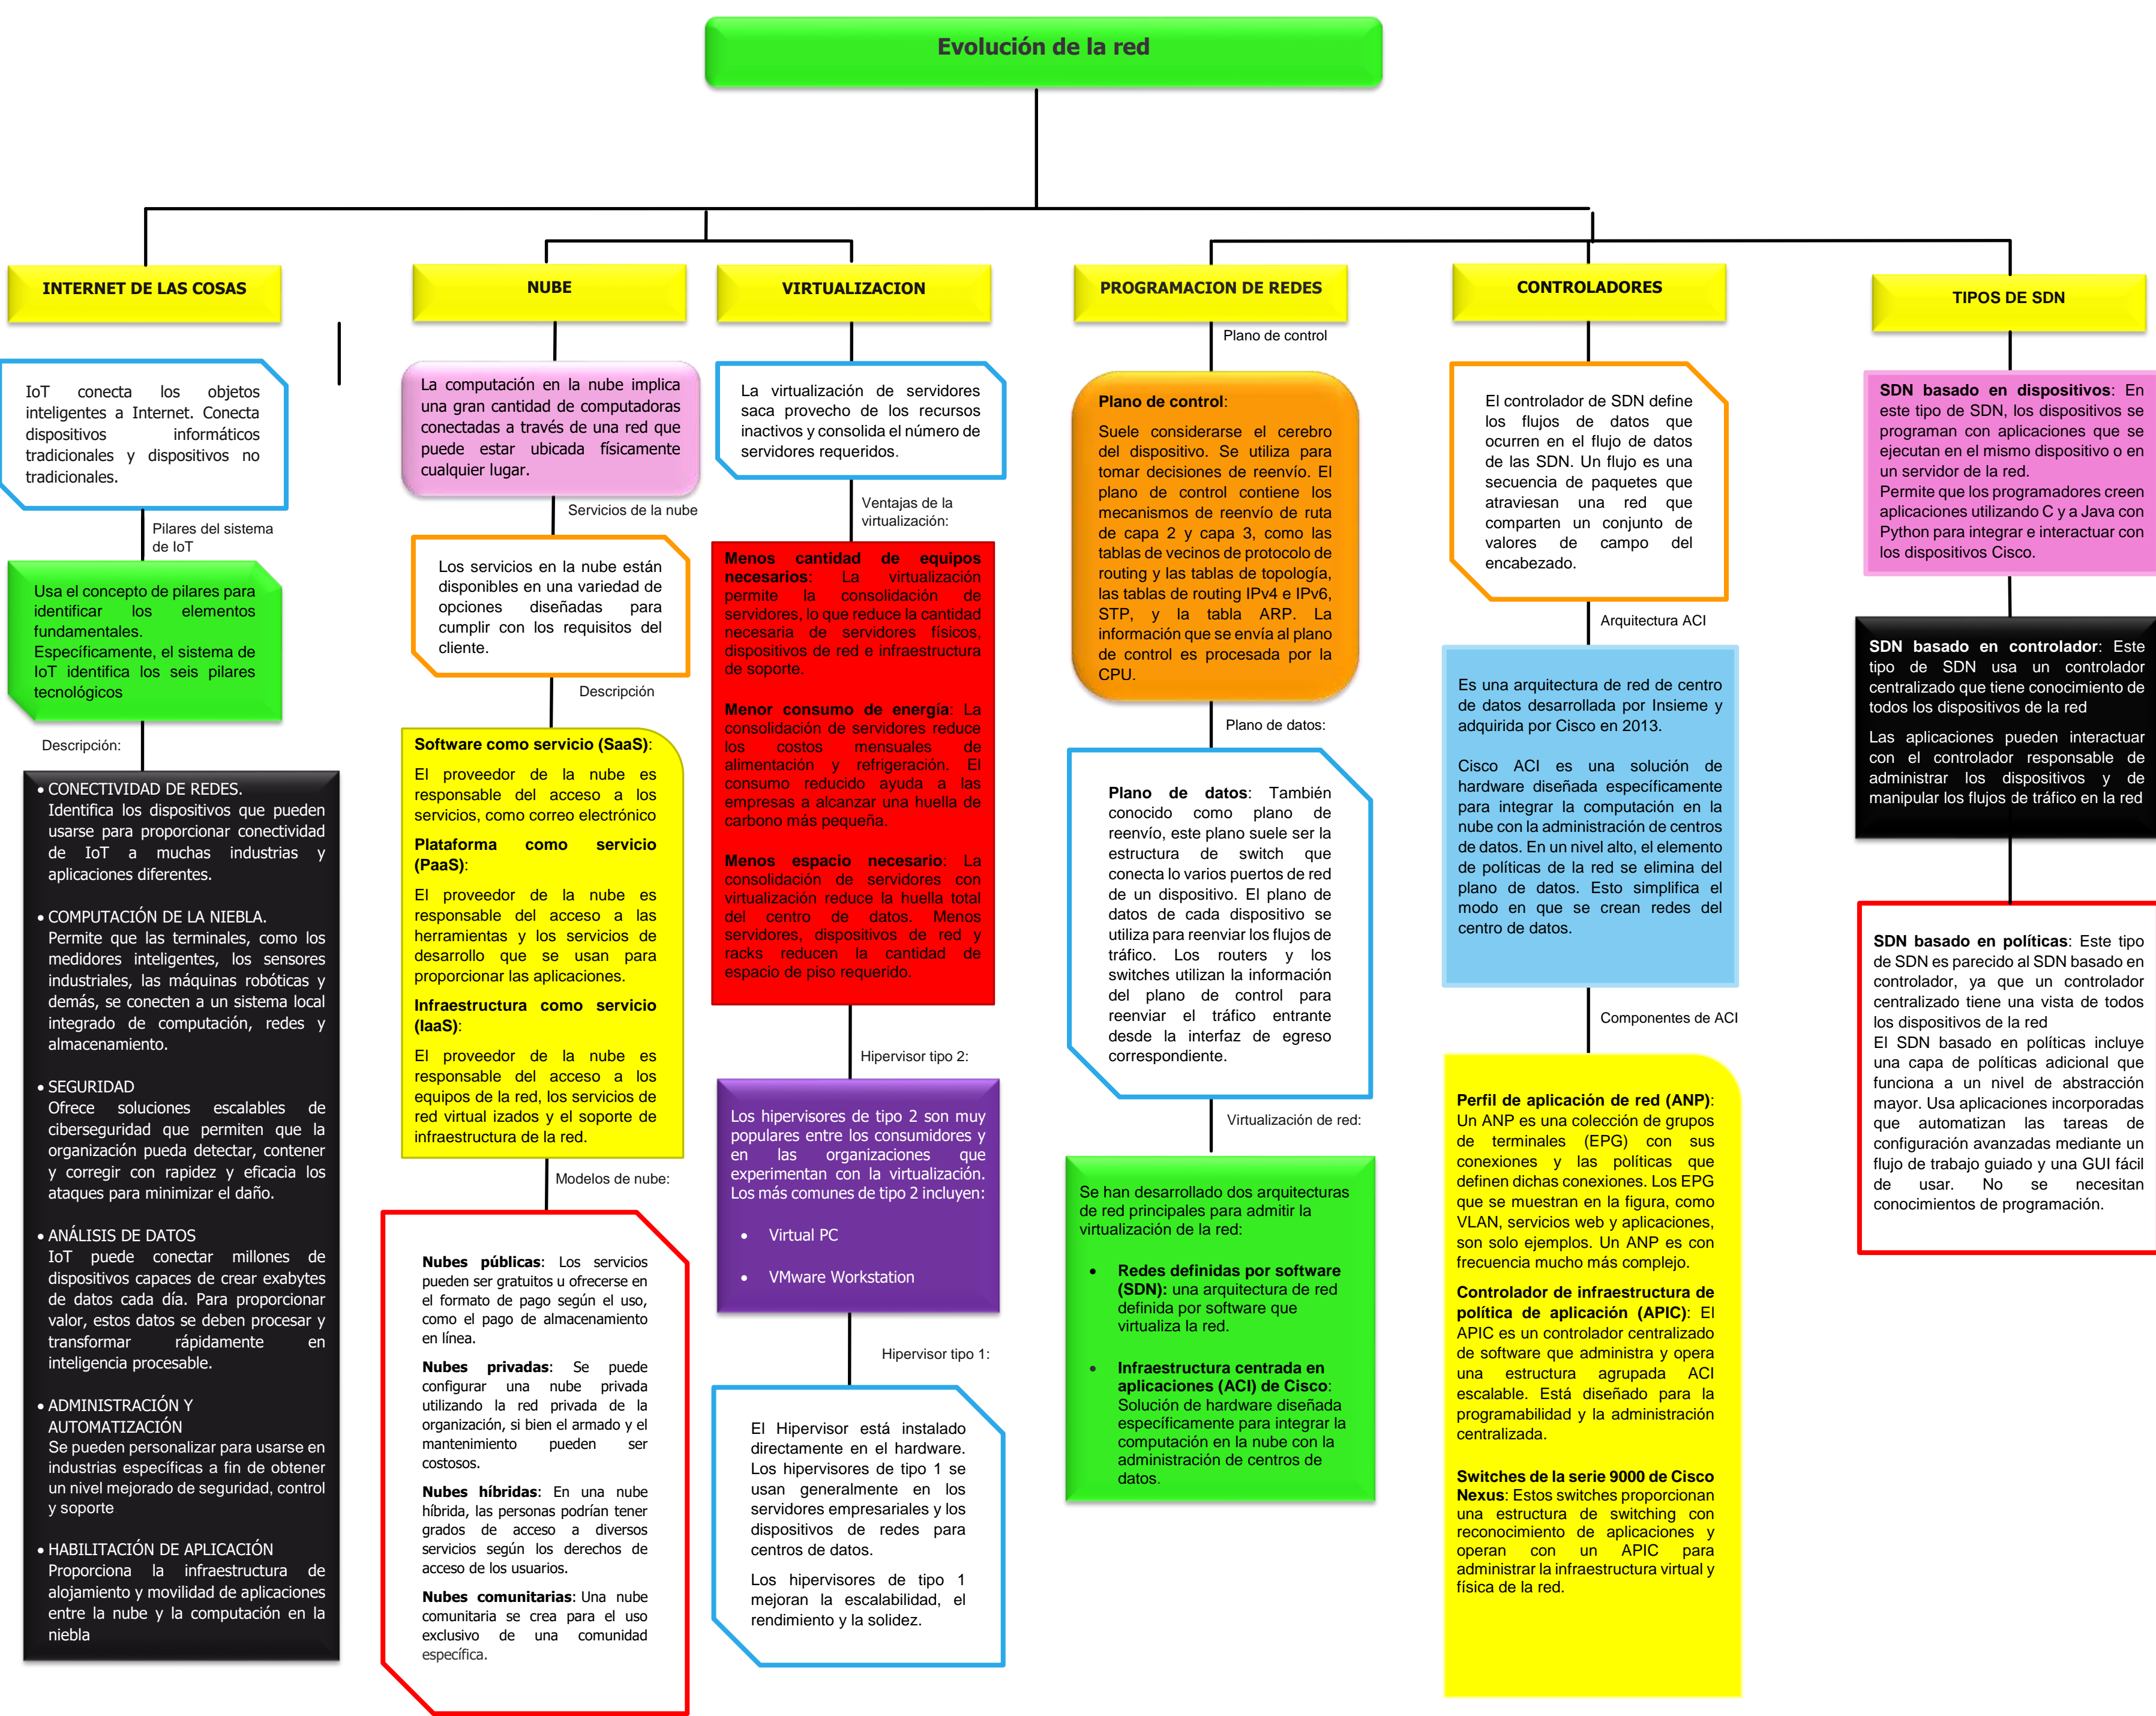 Evolución de la red
INTERNET DE LAS COSAS
IoT conecta los objetos
inteligentes a Internet. Conecta
dispositivos informáticos
tradicionales y dispositivos no
tradicionales.
Pilares del sistema
de IoT
Usa el concepto de pilares para
identificar los elementos
fundamentales.
Específicamente, el sistema de
IoT identifica los seis pilares
tecnológicos
Descripción:
• CONECTIVIDAD DE REDES.
Identifica los dispositivos que pueden
usarse para proporcionar conectividad
de IoT a muchas industrias y
aplicaciones diferentes.
• COMPUTACIÓN DE LA NIEBLA.
Permite que las terminales, como los
medidores inteligentes, los sensores
industriales, las máquinas robóticas y
demás, se conecten a un sistema local
integrado de computación, redes y
almacenamiento.
• SEGURIDAD
Ofrece soluciones escalables de
ciberseguridad que permiten que la
organización pueda detectar, contener
y corregir con rapidez y eficacia los
ataques para minimizar el daño.
• ANÁLISIS DE DATOS
IoT puede conectar millones de
dispositivos capaces de crear exabytes
de datos cada día. Para proporcionar
valor, estos datos se deben procesar y
transformar rápidamente en
inteligencia procesable.
• ADMINISTRACIÓN Y
AUTOMATIZACIÓN
Se pueden personalizar para usarse en
industrias específicas a fin de obtener
un nivel mejorado de seguridad, control
y soporte
• HABILITACIÓN DE APLICACIÓN
Proporciona la infraestructura de
alojamiento y movilidad de aplicaciones
entre la nube y la computación en la
niebla
NUBE
La computación en la nube implica
una gran cantidad de computadoras
conectadas a través de una red que
puede estar ubicada físicamente
cualquier lugar.
Servicios de la nube
Los servicios en la nube están
disponibles en una variedad de
opciones diseñadas para
cumplir con los requisitos del
cliente.
Descripción
Software como servicio (SaaS):
El proveedor de la nube es
responsable del acceso a los
servicios, como correo electrónico
Plataforma como servicio
(PaaS):
El proveedor de la nube es
responsable del acceso a las
herramientas y los servicios de
desarrollo que se usan para
proporcionar las aplicaciones.
Infraestructura como servicio
(IaaS):
El proveedor de la nube es
responsable del acceso a los
equipos de la red, los servicios de
red virtual izados y el soporte de
infraestructura de la red.
Modelos de nube:
Nubes públicas: Los servicios
pueden ser gratuitos u ofrecerse en
el formato de pago según el uso,
como el pago de almacenamiento
en línea.
Nubes privadas: Se puede
configurar una nube privada
utilizando la red privada de la
organización, si bien el armado y el
mantenimiento pueden ser
costosos.
Nubes híbridas: En una nube
híbrida, las personas podrían tener
grados de acceso a diversos
servicios según los derechos de
acceso de los usuarios.
Nubes comunitarias: Una nube
comunitaria se crea para el uso
exclusivo de una comunidad
específica.
VIRTUALIZACION
La virtualización de servidores
saca provecho de los recursos
inactivos y consolida el número de
servidores requeridos.
Ventajas de la
virtualización:
Menos cantidad de equipos
necesarios: La virtualización
permite la consolidación de
servidores, lo que reduce la cantidad
necesaria de servidores físicos,
dispositivos de red e infraestructura
de soporte.
Menor consumo de energía: La
consolidación de servidores reduce
los costos mensuales de
alimentación y refrigeración. El
consumo reducido ayuda a las
empresas a alcanzar una huella de
carbono más pequeña.
Menos espacio necesario: La
consolidación de servidores con
virtualización reduce la huella total
del centro de datos. Menos
servidores, dispositivos de red y
racks reducen la cantidad de
espacio de piso requerido.
Hipervisor tipo 2:
Los hipervisores de tipo 2 son muy
populares entre los consumidores y
en las organizaciones que
experimentan con la virtualización.
Los más comunes de tipo 2 incluyen:
• Virtual PC
• VMware Workstation
Hipervisor tipo 1:
El Hipervisor está instalado
directamente en el hardware.
Los hipervisores de tipo 1 se
usan generalmente en los
servidores empresariales y los
dispositivos de redes para
centros de datos.
Los hipervisores de tipo 1
mejoran la escalabilidad, el
rendimiento y la solidez.
PROGRAMACION DE REDES
Plano de control
Plano de control:
Suele considerarse el cerebro
del dispositivo. Se utiliza para
tomar decisiones de reenvío. El
plano de control contiene los
mecanismos de reenvío de ruta
de capa 2 y capa 3, como las
tablas de vecinos de protocolo de
routing y las tablas de topología,
las tablas de routing IPv4 e IPv6,
STP, y la tabla ARP. La
información que se envía al plano
de control es procesada por la
CPU.
Plano de datos:
Plano de datos: También
conocido como plano de
reenvío, este plano suele ser la
estructura de switch que
conecta lo varios puertos de red
de un dispositivo. El plano de
datos de cada dispositivo se
utiliza para reenviar los flujos de
tráfico. Los routers y los
switches utilizan la información
del plano de control para
reenviar el tráfico entrante
desde la interfaz de egreso
correspondiente.
Virtualización de red:
Se han desarrollado dos arquitecturas
de red principales para admitir la
virtualización de la red:
• Redes definidas por software
(SDN): una arquitectura de red
definida por software que
virtualiza la red.
• Infraestructura centrada en
aplicaciones (ACI) de Cisco:
Solución de hardware diseñada
específicamente para integrar la
computación en la nube con la
administración de centros de
datos.
CONTROLADORES
El controlador de SDN define
los flujos de datos que
ocurren en el flujo de datos
de las SDN. Un flujo es una
secuencia de paquetes que
atraviesan una red que
comparten un conjunto de
valores de campo del
encabezado.
Arquitectura ACI
Es una arquitectura de red de centro
de datos desarrollada por Insieme y
adquirida por Cisco en 2013.
Cisco ACI es una solución de
hardware diseñada específicamente
para integrar la computación en la
nube con la administración de centros
de datos. En un nivel alto, el elemento
de políticas de la red se elimina del
plano de datos. Esto simplifica el
modo en que se crean redes del
centro de datos.
Componentes de ACI
Perfil de aplicación de red (ANP):
Un ANP es una colección de grupos
de terminales (EPG) con sus
conexiones y las políticas que
definen dichas conexiones. Los EPG
que se muestran en la figura, como
VLAN, servicios web y aplicaciones,
son solo ejemplos. Un ANP es con
frecuencia mucho más complejo.
Controlador de infraestructura de
política de aplicación (APIC): El
APIC es un controlador centralizado
de software que administra y opera
una estructura agrupada ACI
escalable. Está diseñado para la
programabilidad y la administración
centralizada.
Switches de la serie 9000 de Cisco
Nexus: Estos switches proporcionan
una estructura de switching con
reconocimiento de aplicaciones y
operan con un APIC para
administrar la infraestructura virtual y
física de la red.
TIPOS DE SDN
SDN basado en dispositivos: En
este tipo de SDN, los dispositivos se
programan con aplicaciones que se
ejecutan en el mismo dispositivo o en
un servidor de la red.
Permite que los programadores creen
aplicaciones utilizando C y a Java con
Python para integrar e interactuar con
los dispositivos Cisco.
SDN basado en controlador: Este
tipo de SDN usa un controlador
centralizado que tiene conocimiento de
todos los dispositivos de la red
Las aplicaciones pueden interactuar
con el controlador responsable de
administrar los dispositivos y de
manipular los flujos de tráfico en la red
SDN basado en políticas: Este tipo
de SDN es parecido al SDN basado en
controlador, ya que un controlador
centralizado tiene una vista de todos
los dispositivos de la red
El SDN basado en políticas incluye
una capa de políticas adicional que
funciona a un nivel de abstracción
mayor. Usa aplicaciones incorporadas
que automatizan las tareas de
configuración avanzadas mediante un
flujo de trabajo guiado y una GUI fácil
de usar. No se necesitan
conocimientos de programación.